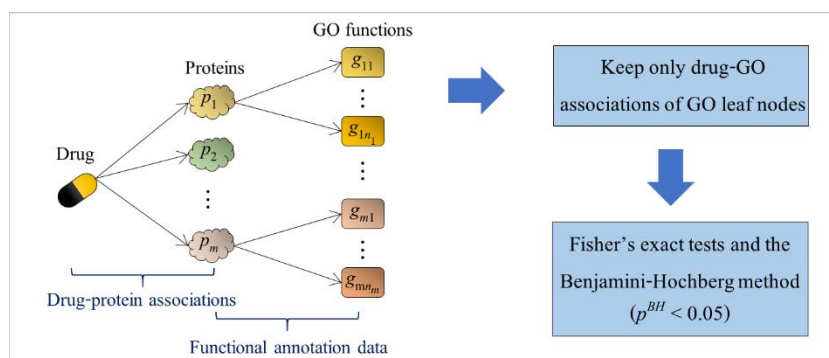 GO functions
g11
Proteins
Keep only drug-GO
associations of GO leaf nodes
p1
⋮
g1n1
Drug
p2
⋮
⋮
gm1
pm
⋮
Fisher's exact tests and the
Benjamini-Hochberg method
(p^BH < 0.05)
gmnm
Drug-protein associations
Functional annotation data